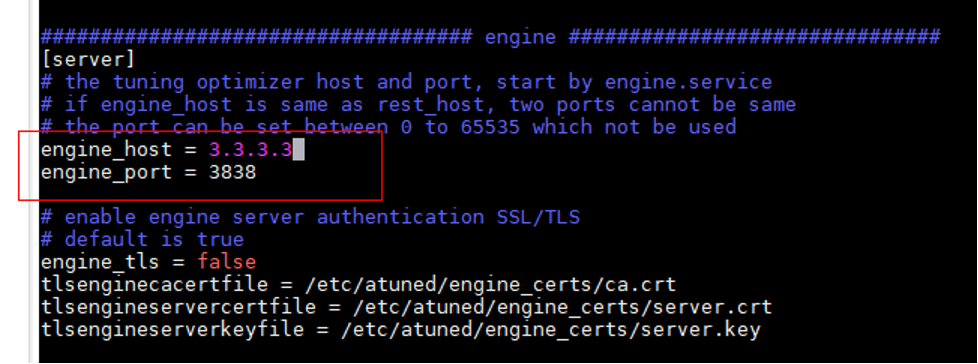 #################################### engine ###############################
[server]
# the tuning optimizer host and port, start by engine.service
# if engine_host is same as rest_host, two ports cannot be same
# the port can be set between 0 to 65535 which not be used
engine_host = 3.3.3.3
engine_port = 3838
# enable engine server authentication SSL/TLS
# default is true
engine_tls = false
tlsenginecacertfile = /etc/atuned/engine_certs/ca.crt
tlsengineservercertfile = /etc/atuned/engine_certs/server.crt
tlsengineserverkeyfile = /etc/atuned/engine_certs/server.key